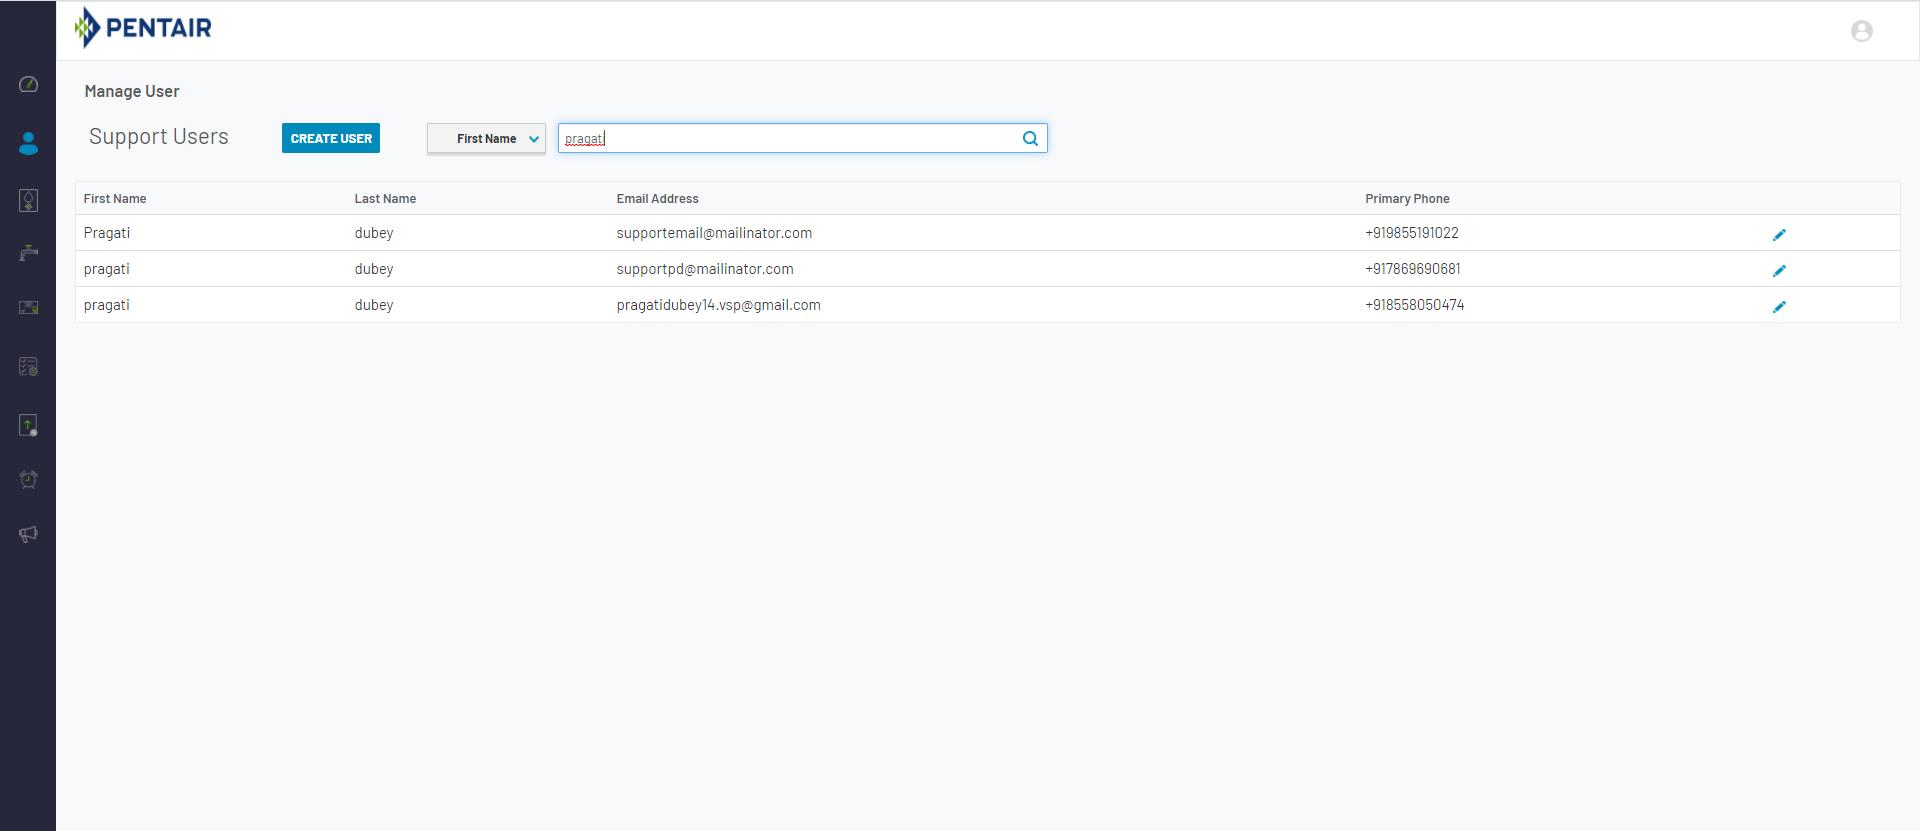 PENTAIR
Manage User
Support Users CREATE USER First Name pragati
First Name Last Name Email Address Primary Phone
Pragati dubey supportemail@mailinator.com +919855191022
pragati dubey supportpd@mailinator.com +917869690681
pragati dubey pragatidubey14.vsp@gmail.com +918558050474